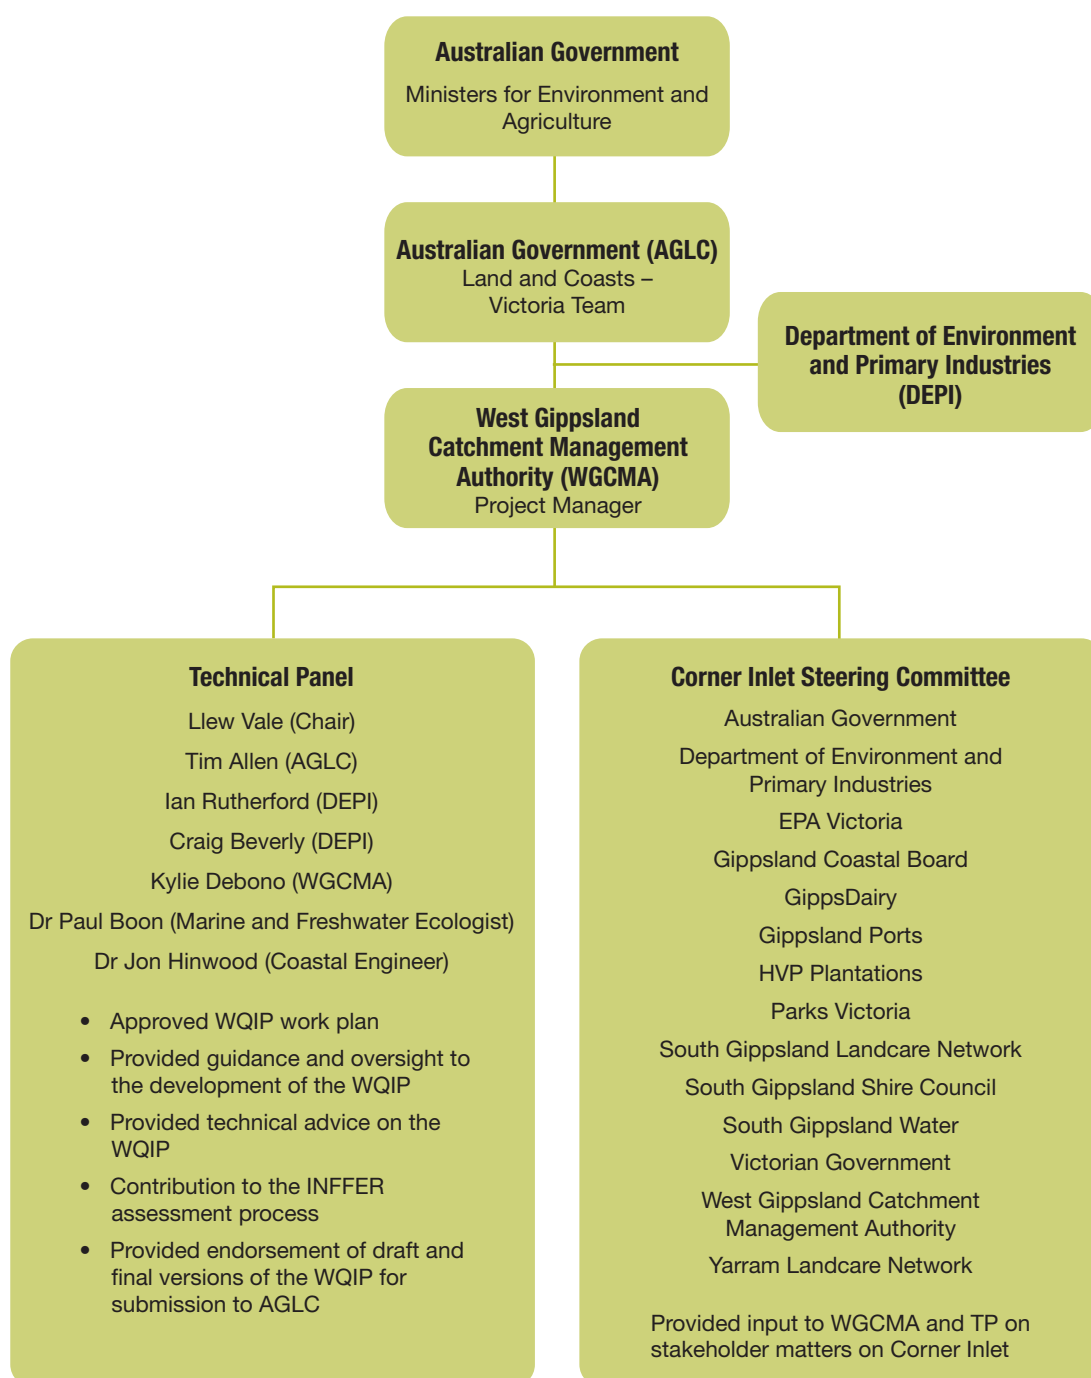 Australian Government
Ministers for Environment and
Agriculture
Australian Government (AGLC)
Land and Coasts –
Victoria Team
Department of Environment
and Primary Industries
(DEPI)
West Gippsland
Catchment Management
Authority (WGCMA)
Project Manager
Technical Panel
Llew Vale (Chair)
Tim Allen (AGLC)
Ian Rutherford (DEPI)
Craig Beverly (DEPI)
Kylie Debono (WGCMA)
Dr Paul Boon (Marine and Freshwater Ecologist)
Dr Jon Hinwood (Coastal Engineer)
• Approved WQIP work plan
• Provided guidance and oversight to
the development of the WQIP
• Provided technical advice on the
WQIP
• Contribution to the INFFER
assessment process
• Provided endorsement of draft and
final versions of the WQIP for
submission to AGLC
Corner Inlet Steering Committee
Australian Government
Department of Environment and
Primary Industries
EPA Victoria
Gippsland Coastal Board
GippsDairy
Gippsland Ports
HVP Plantations
Parks Victoria
South Gippsland Landcare Network
South Gippsland Shire Council
South Gippsland Water
Victorian Government
West Gippsland Catchment
Management Authority
Yarram Landcare Network
Provided input to WGCMA and TP on
stakeholder matters on Corner Inlet